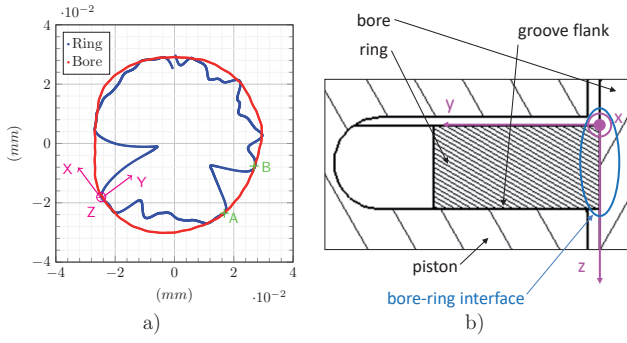 ·10⁻²
4
2
0
−2
−4
(mm)
Ring
Bore
X
Y
Z
A
B
−4 −2 0 2 4
(mm) ·10⁻²
a)
bore
ring
groove flank
y
x
z
piston
bore-ring interface
b)